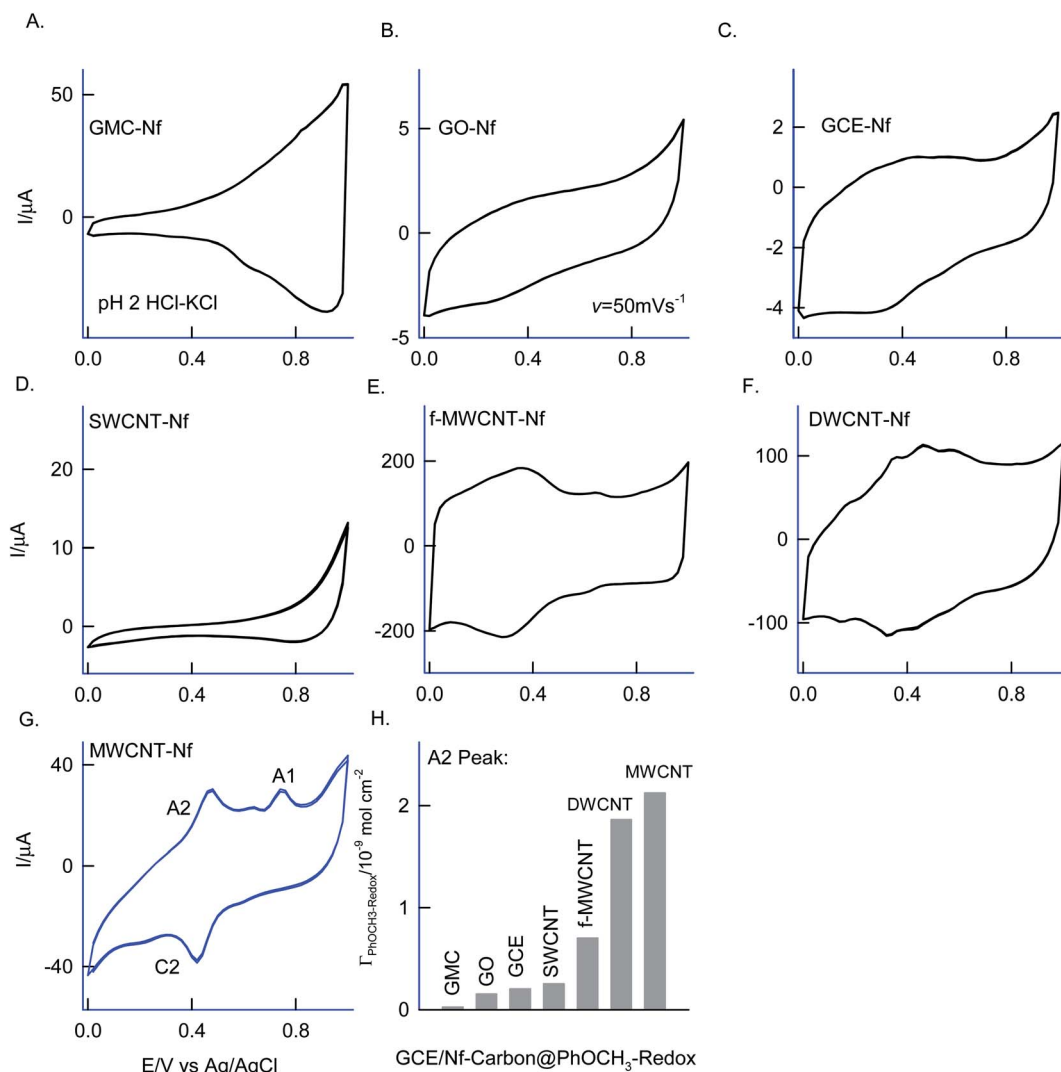 A.
B.
C.
50
0
I/µA
GMC-Nf
pH 2 HCl-KCl
0.0 0.4 0.8
5
0
-5
GO-Nf
v=50mVs-1
0.0 0.4 0.8
2
0
-2
-4
GCE-Nf
0.0 0.4 0.8
D.
E.
F.
SWCNT-Nf
20
10
0
I/µA
0.0 0.4 0.8
f-MWCNT-Nf
200
0
-200
0.0 0.4 0.8
DWCNT-Nf
100
0
-100
0.0 0.4 0.8
G.
H.
MWCNT-Nf
40
0
-40
I/µA
A2
A1
C2
0.0 0.4 0.8
E/V vs Ag/AgCl
A2 Peak:
ΓPhOCH3-Redox/10-9 mol cm-2
2
1
0
GMC
GO
GCE
SWCNT
f-MWCNT
DWCNT
MWCNT
GCE/Nf-Carbon@PhOCH3-Redox